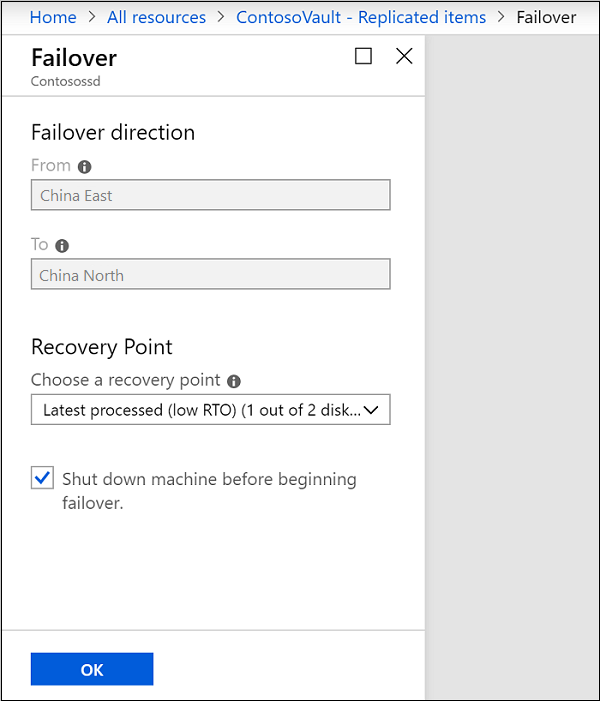 Home > All resources > ContosoVault - Replicated items > Failover
Failover
Contosossd
Failover direction
From
China East
To
China North
Recovery Point
Choose a recovery point
Latest processed (low RTO) (1 out of 2 disk...
Shut down machine before beginning
failover.
OK